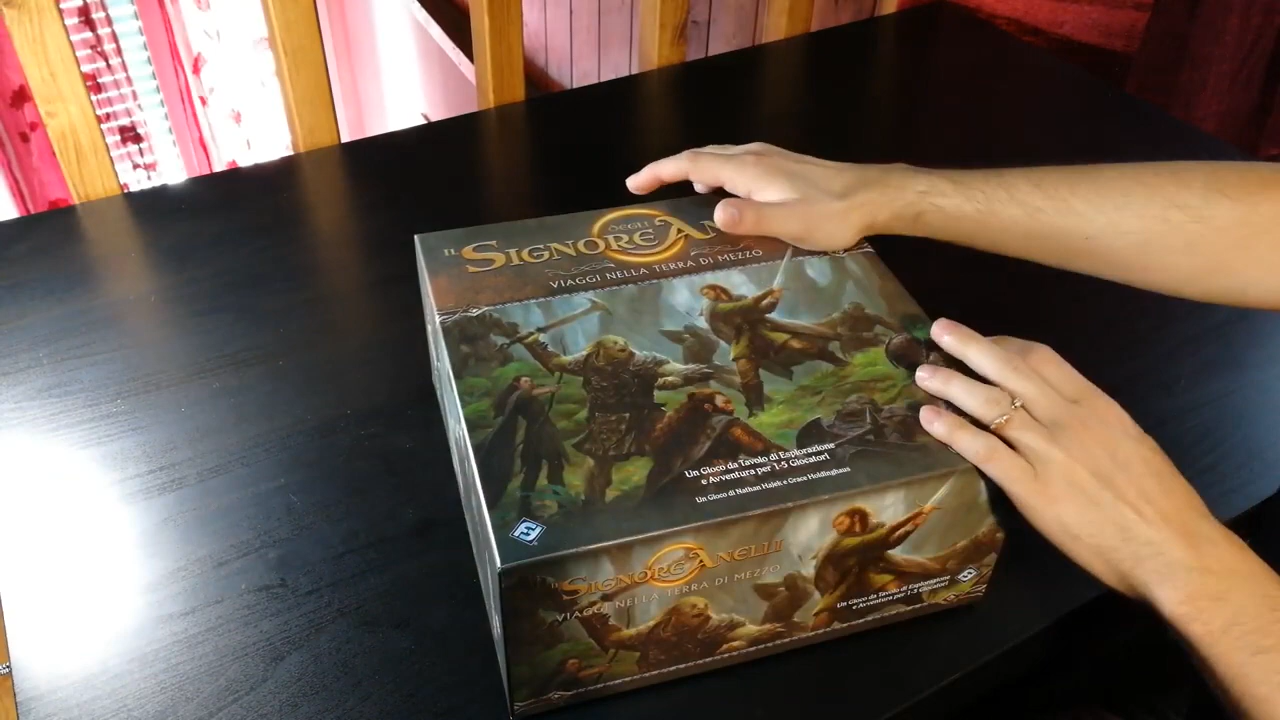 IL SIGNORE DEGLI AN
VIAGGI NELLA TERRA DI MEZZO
Un Gioco da Tavolo di Esplorazione
e Avventura per 1-5 Giocatori
Un Gioco di Nathan Hajek e Grace Holdinghaus
IL SIGNORE ANELLI
VIAGGI NELLA TERRA DI MEZZO
Un Gioco da Tavolo di Esplorazione
e Avventura per 1-5 Giocatori